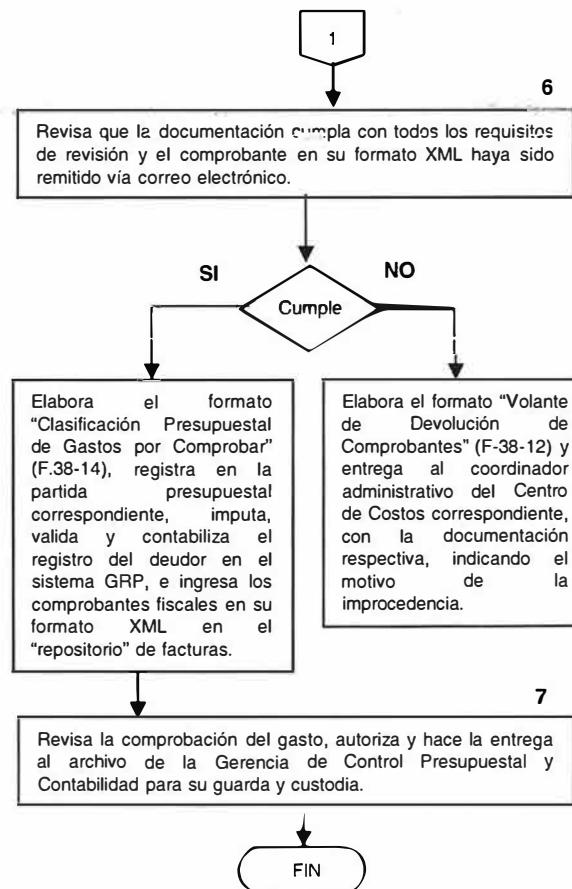 1
6
Revisa que la documentación cumpla con todos los requisitos
de revisión y el comprobante en su formato XML haya sido
remitido vía correo electrónico.
SI
NO
Cumple
Elabora el formato
“Clasificación Presupuestal
de Gastos por Comprobar”
(F.38-14), registra en la
partida presupuestal
correspondiente, imputa,
valida y contabiliza el
registro del deudor en el
sistema GRP, e ingresa los
comprobantes fiscales en su
formato XML en el
“repositorio” de facturas.
Elabora el formato “Volante
de Devolución de
Comprobantes” (F-38-12) y
entrega al coordinador
administrativo del Centro
de Costos correspondiente,
con la documentación
respectiva, indicando el
motivo de la
improcedencia.
7
Revisa la comprobación del gasto, autoriza y hace la entrega
al archivo de la Gerencia de Control Presupuestal y
Contabilidad para su guarda y custodia.
FIN